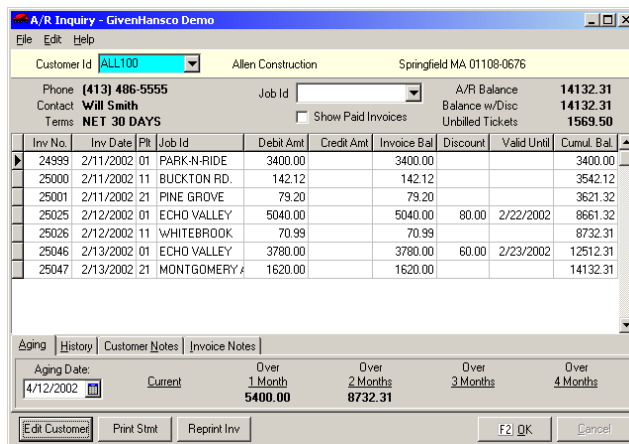 A/R Inquiry - GivenHansco Demo
File Edit Help
Customer Id ALL100 Allen Construction Springfield MA 01108-0676
Phone (413) 486-5555 Job Id A/R Balance 14132.31
Contact Will Smith Balance w/Disc 14132.31
Terms NET 30 DAYS Show Paid Invoices Unbilled Tickets 1569.50
Inv No. Inv Date Plt Job Id Debit Amt Credit Amt Invoice Bal Discount Valid Until Cumul. Bal.
24999 2/11/2002 01 PARK-N-RIDE 3400.00 3400.00 3400.00
25000 2/11/2002 11 BUCKTON RD. 142.12 142.12 3542.12
25001 2/11/2002 21 PINE GROVE 79.20 79.20 3621.32
25025 2/12/2002 01 ECHO VALLEY 5040.00 5040.00 80.00 2/22/2002 8661.32
25026 2/12/2002 11 WHITEBROOK 70.99 70.99 8732.31
25046 2/13/2002 01 ECHO VALLEY 3780.00 3780.00 60.00 2/23/2002 12512.31
25047 2/13/2002 21 MONTGOMERY 1620.00 1620.00 14132.31
Aging History Customer Notes Invoice Notes
Aging Date: Over Over Over Over
4/12/2002 Current 1 Month 2 Months 3 Months 4 Months
5400.00 8732.31
Edit Customer Print Stmt Reprint Inv F2 OK Cancel